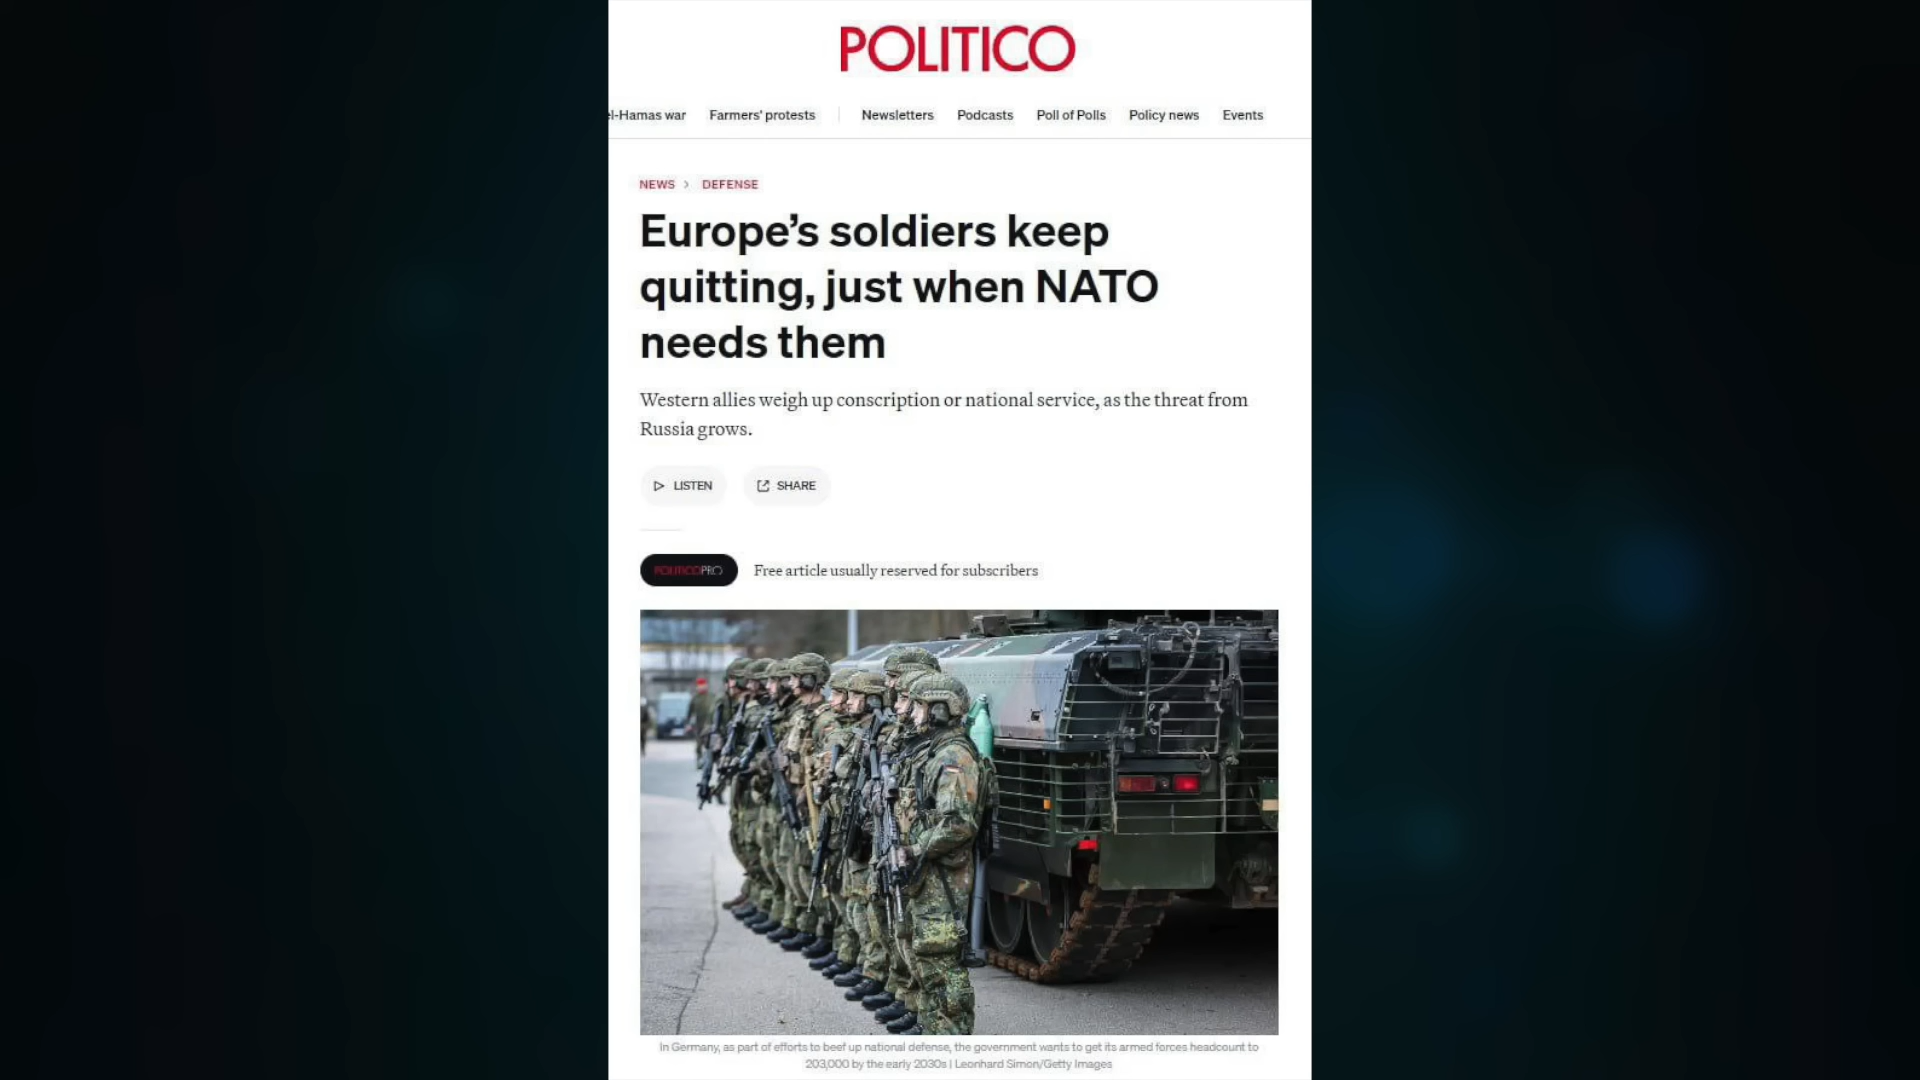 POLITICO
el-Hamas war Farmers' protests Newsletters Podcasts Poll of Polls Policy news Events
NEWS > DEFENSE
Europe's soldiers keep
quitting, just when NATO
needs them
Western allies weigh up conscription or national service, as the threat from
Russia grows.
LISTEN SHARE
POLITICOPRO Free article usually reserved for subscribers
In Germany, as part of efforts to beef up national defense, the government wants to get its armed forces headcount to
203,000 by the early 2030s | Leonhard Simon/Getty Images